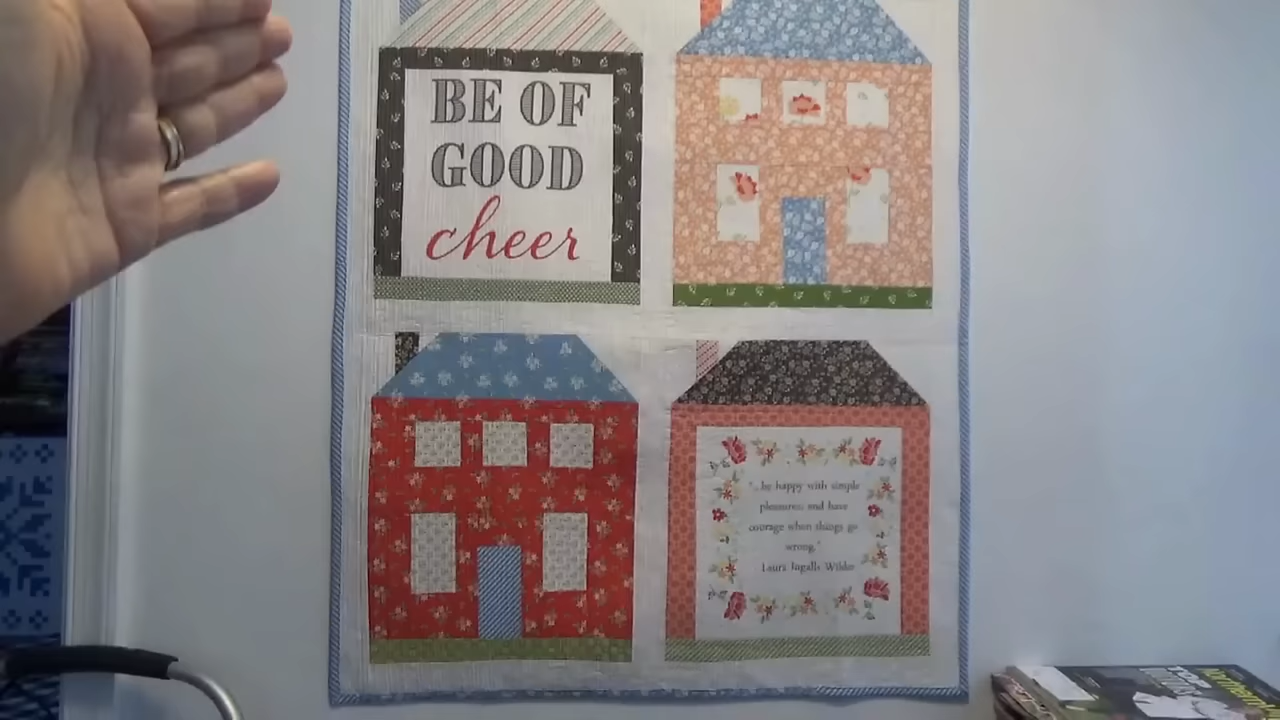 BE OF
GOOD
cheer
"...be happy with simple
pleasures, and have
courage when things go
wrong."
Laura Ingalls Wilder